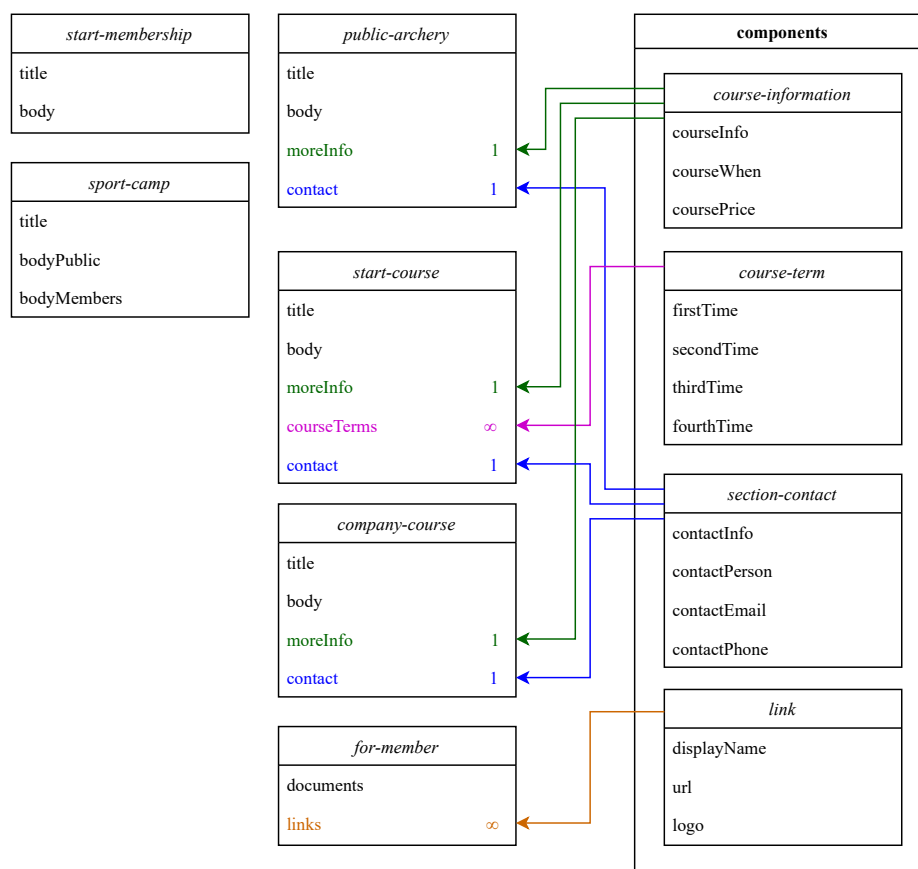 start-membership
title
body
sport-camp
title
bodyPublic
bodyMembers
public-archery
title
body
moreInfo 1
contact 1
start-course
title
body
moreInfo 1
courseTerms ∞
contact 1
company-course
title
body
moreInfo 1
contact 1
for-member
documents
links ∞
components
course-information
courseInfo
courseWhen
coursePrice
course-term
firstTime
secondTime
thirdTime
fourthTime
section-contact
contactInfo
contactPerson
contactEmail
contactPhone
link
displayName
url
logo